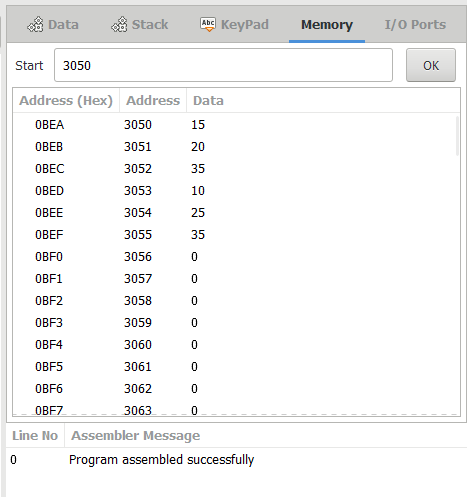 Data Stack Abc KeyPad Memory I/O Ports
Start 3050 OK
Address (Hex) Address Data
0BEA 3050 15
0BEB 3051 20
0BEC 3052 35
0BED 3053 10
0BEE 3054 25
0BEF 3055 35
0BF0 3056 0
0BF1 3057 0
0BF2 3058 0
0BF3 3059 0
0BF4 3060 0
0BF5 3061 0
0BF6 3062 0
0BF7 3063 0
Line No Assembler Message
0 Program assembled successfully